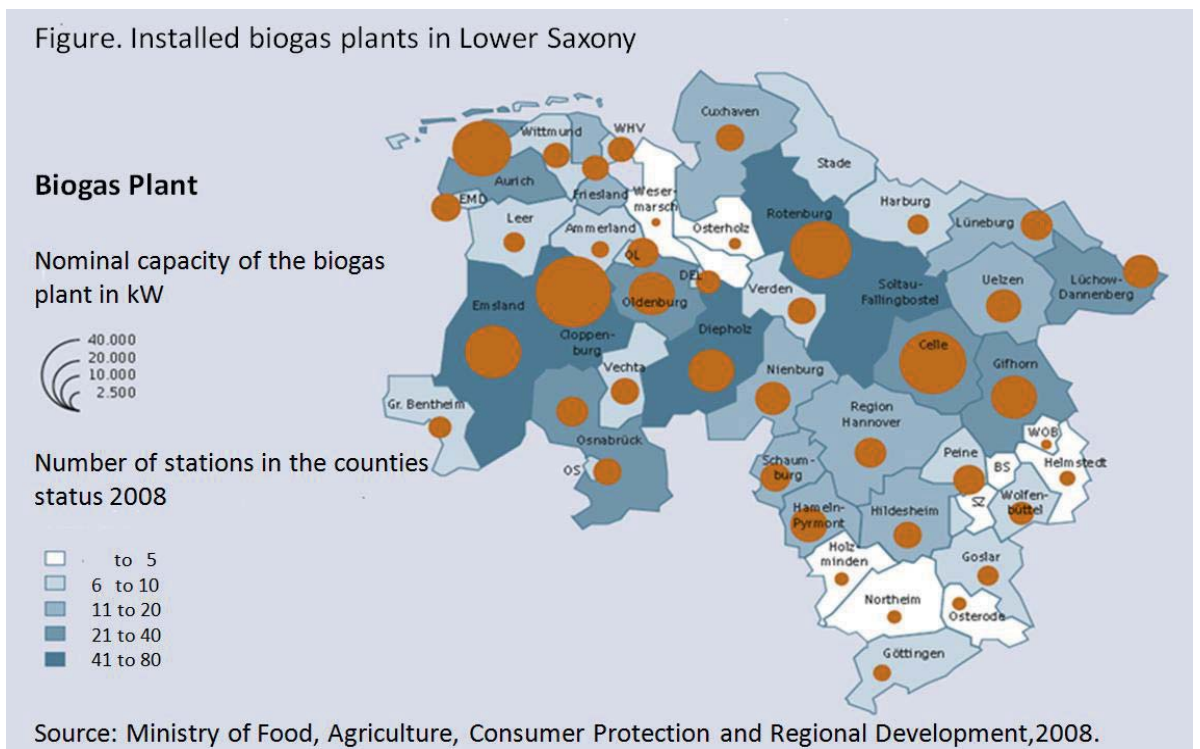 Figure. Installed biogas plants in Lower Saxony
Biogas Plant
Nominal capacity of the biogas
plant in kW
40.000
20.000
10.000
2.500
Number of stations in the counties
status 2008
to 5
6 to 10
11 to 20
21 to 40
41 to 80
Cuxhaven
Wittmund
WHV
Stade
Aurich
Friesland
Weser-
marsch
EMD
Leer
Ammerland
Osterholz
Rotenburg
Harburg
Lüneburg
OL
DEL
Oldenburg
Verden
Soltau-
Fallingbostel
Uelzen
Lüchow-
Dannenberg
Emsland
Cloppen-
burg
Diepholz
Vechta
Nienburg
Celle
Gifhorn
Gr. Bentheim
Region
Hannover
Osnabrück
OS
Schaum-
burg
Peine
WOB
BS
Helmstedt
SZ
Wolfen-
büttel
Hameln-
Pyrmont
Hildesheim
Holz-
minden
Goslar
Northeim
Osterode
Göttingen
Source: Ministry of Food, Agriculture, Consumer Protection and Regional Development,2008.